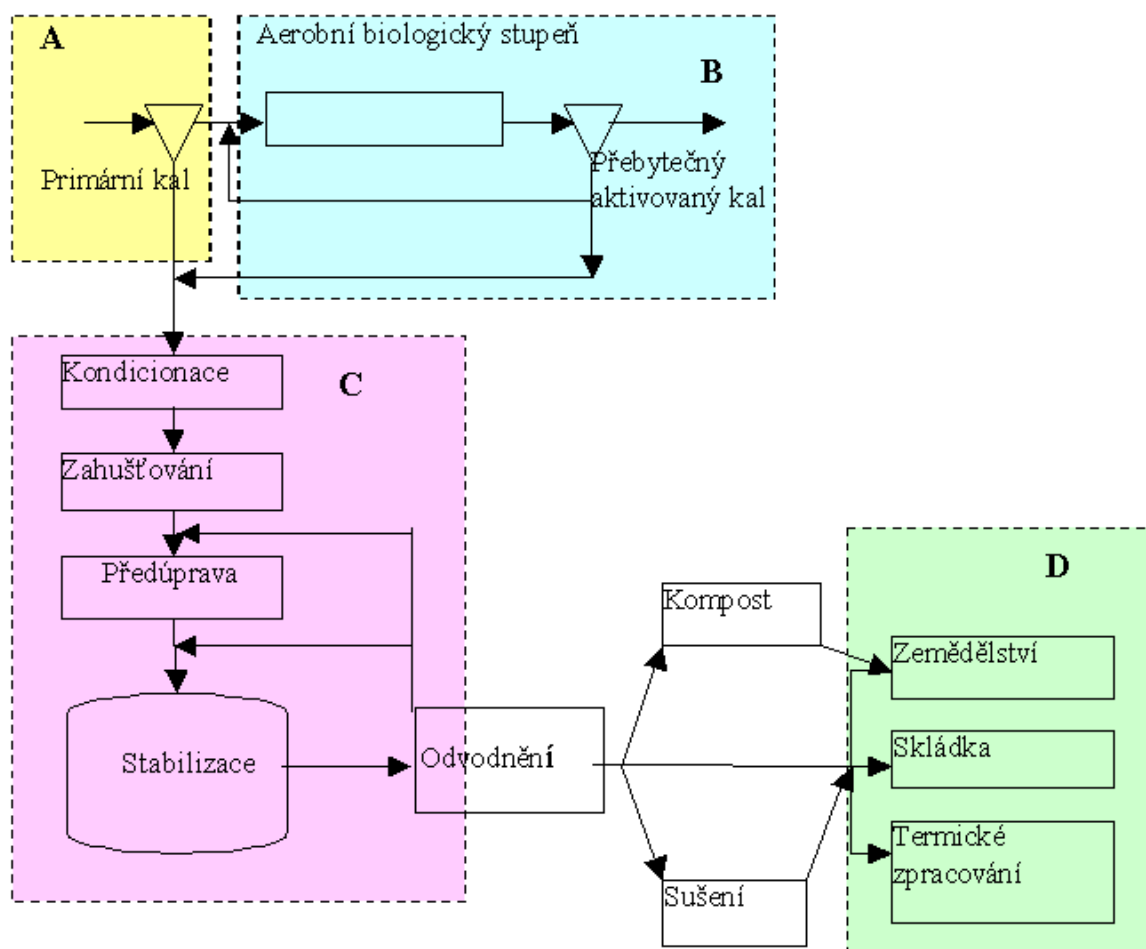 A
Aerobní biologický stupeň
B
Primární kal
Přebytečný
aktivovaný kal
Kondicionace
C
Zahušťování
Předúprava
Stabilizace
Odvodnění
Kompost
Sušení
D
Zemědělství
Skládka
Termické
zpracování